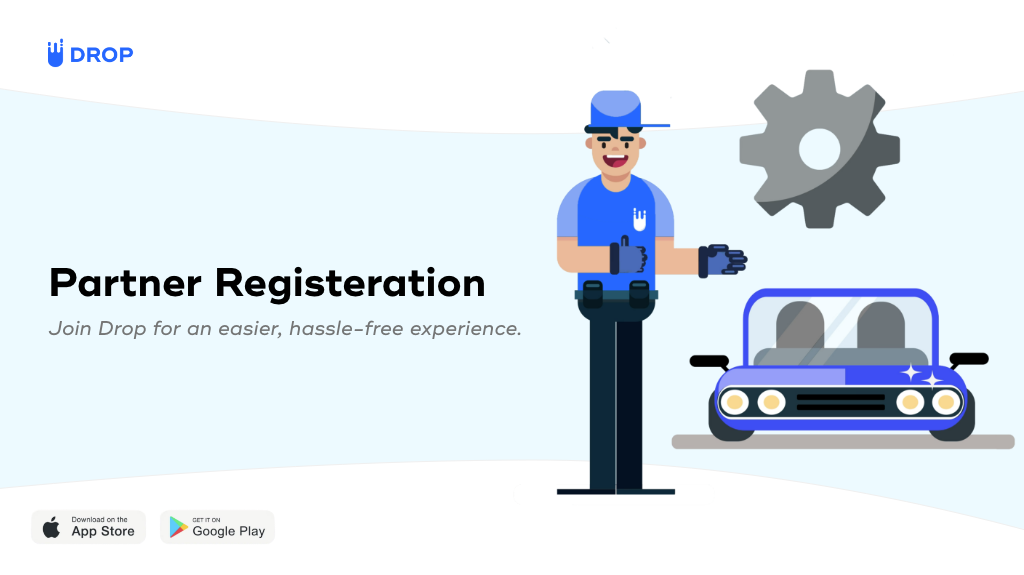 DROP
Partner Registeration
Join Drop for an easier, hassle-free experience.
Download on the
App Store
GET IT ON
Google Play